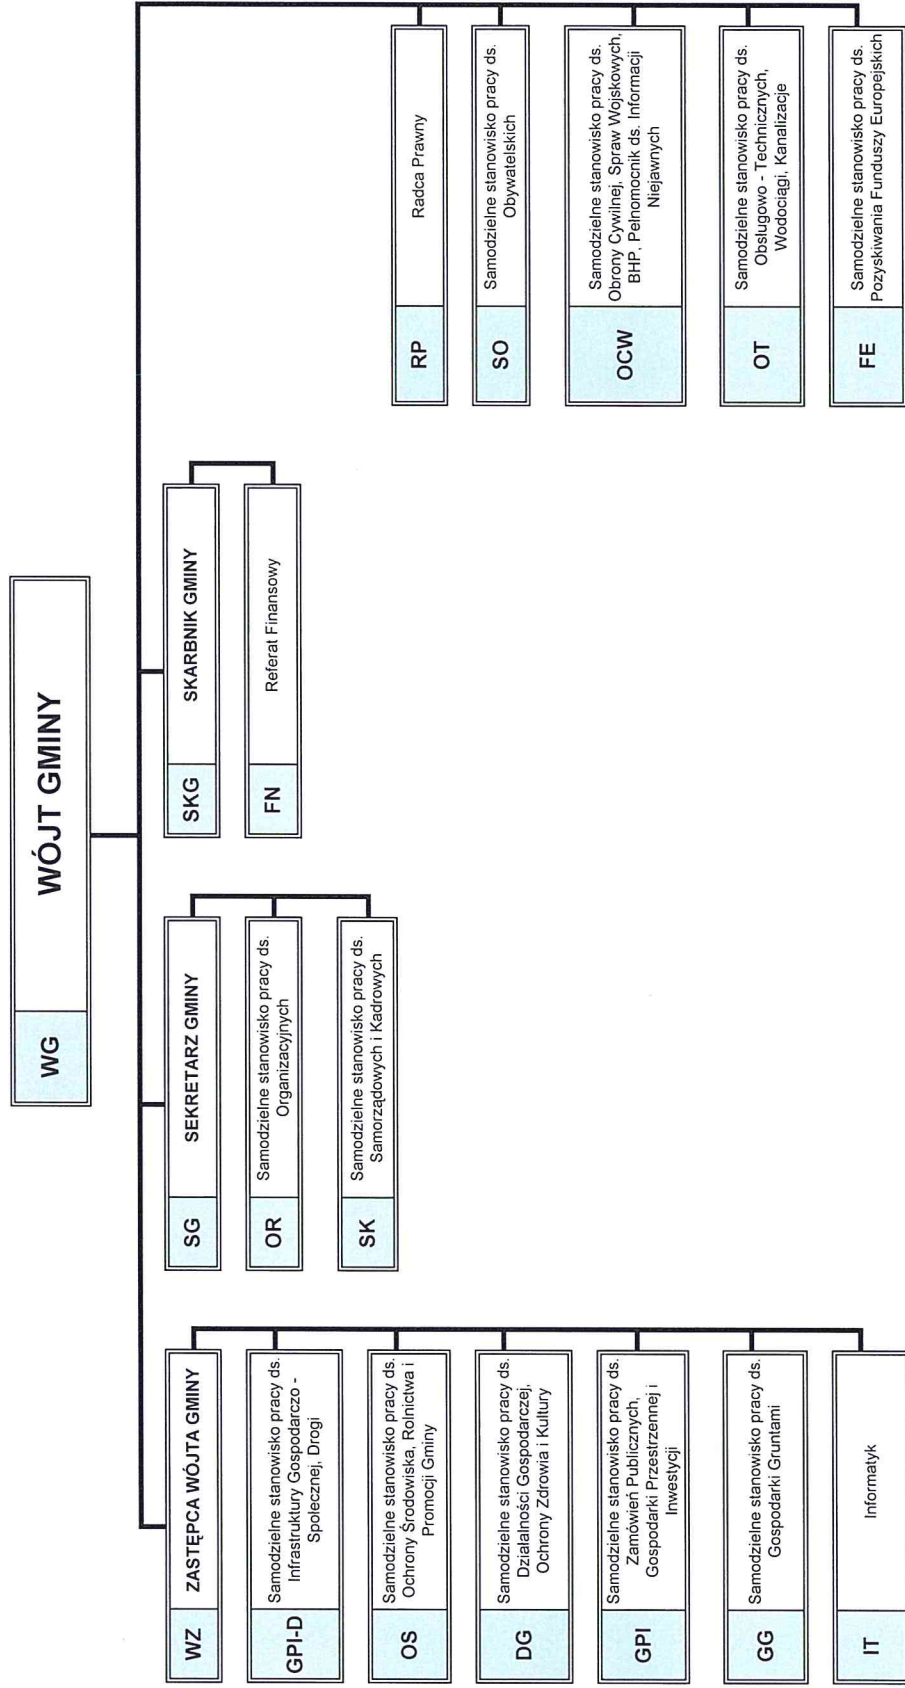 WG
WÓJT GMINY
WZ
ZASTĘPCA WÓJTA GMINY
GPI-D
Samodzielne stanowisko pracy ds.
Infrastruktury Gospodarczo -
Społecznej, Drogi
OS
Samodzielne stanowisko pracy ds.
Ochrony Środowiska, Rolnictwa i
Promocji Gminy
DG
Samodzielne stanowisko pracy ds.
Działalności Gospodarczej,
Ochrony Zdrowia i Kultury
GPI
Samodzielne stanowisko pracy ds.
Zamówień Publicznych,
Gospodarki Przestrzennej i
Inwestycji
GG
Samodzielne stanowisko pracy ds.
Gospodarki Gruntami
IT
Informatyk
SG
SEKRETARZ GMINY
OR
Samodzielne stanowisko pracy ds.
Organizacyjnych
SK
Samodzielne stanowisko pracy ds.
Samorządowych i Kadrowych
SKG
SKARBNIK GMINY
FN
Referat Finansowy
RP
Radca Prawny
SO
Samodzielne stanowisko pracy ds.
Obywatelskich
OCW
Samodzielne stanowisko pracy ds.
Obrony Cywilnej, Spraw Wojskowych,
BHP, Pełnomocnik ds. Informacji
Niejawnych
OT
Samodzielne stanowisko pracy ds.
Obsługowo - Technicznych,
Wodociągi, Kanalizacje
FE
Samodzielne stanowisko pracy ds.
Pozyskiwania Funduszy Europejskich